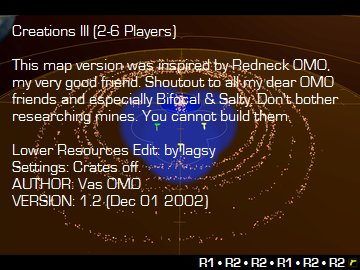 Creations III (2-6 Players)
This map version was inspired by Redneck OMO,
my very good friend. Shoutout to all my dear OMO
friends and especially Bifocal & Salty. Don't bother
researching mines. You cannot build them.
Lower Resources Edit: by lagsy
Settings: Crates off.
AUTHOR: Vas OMO
VERSION: 1.2 (Dec 01 2002)
R1 • R2 • R2 • R1 • R2 • R2 r